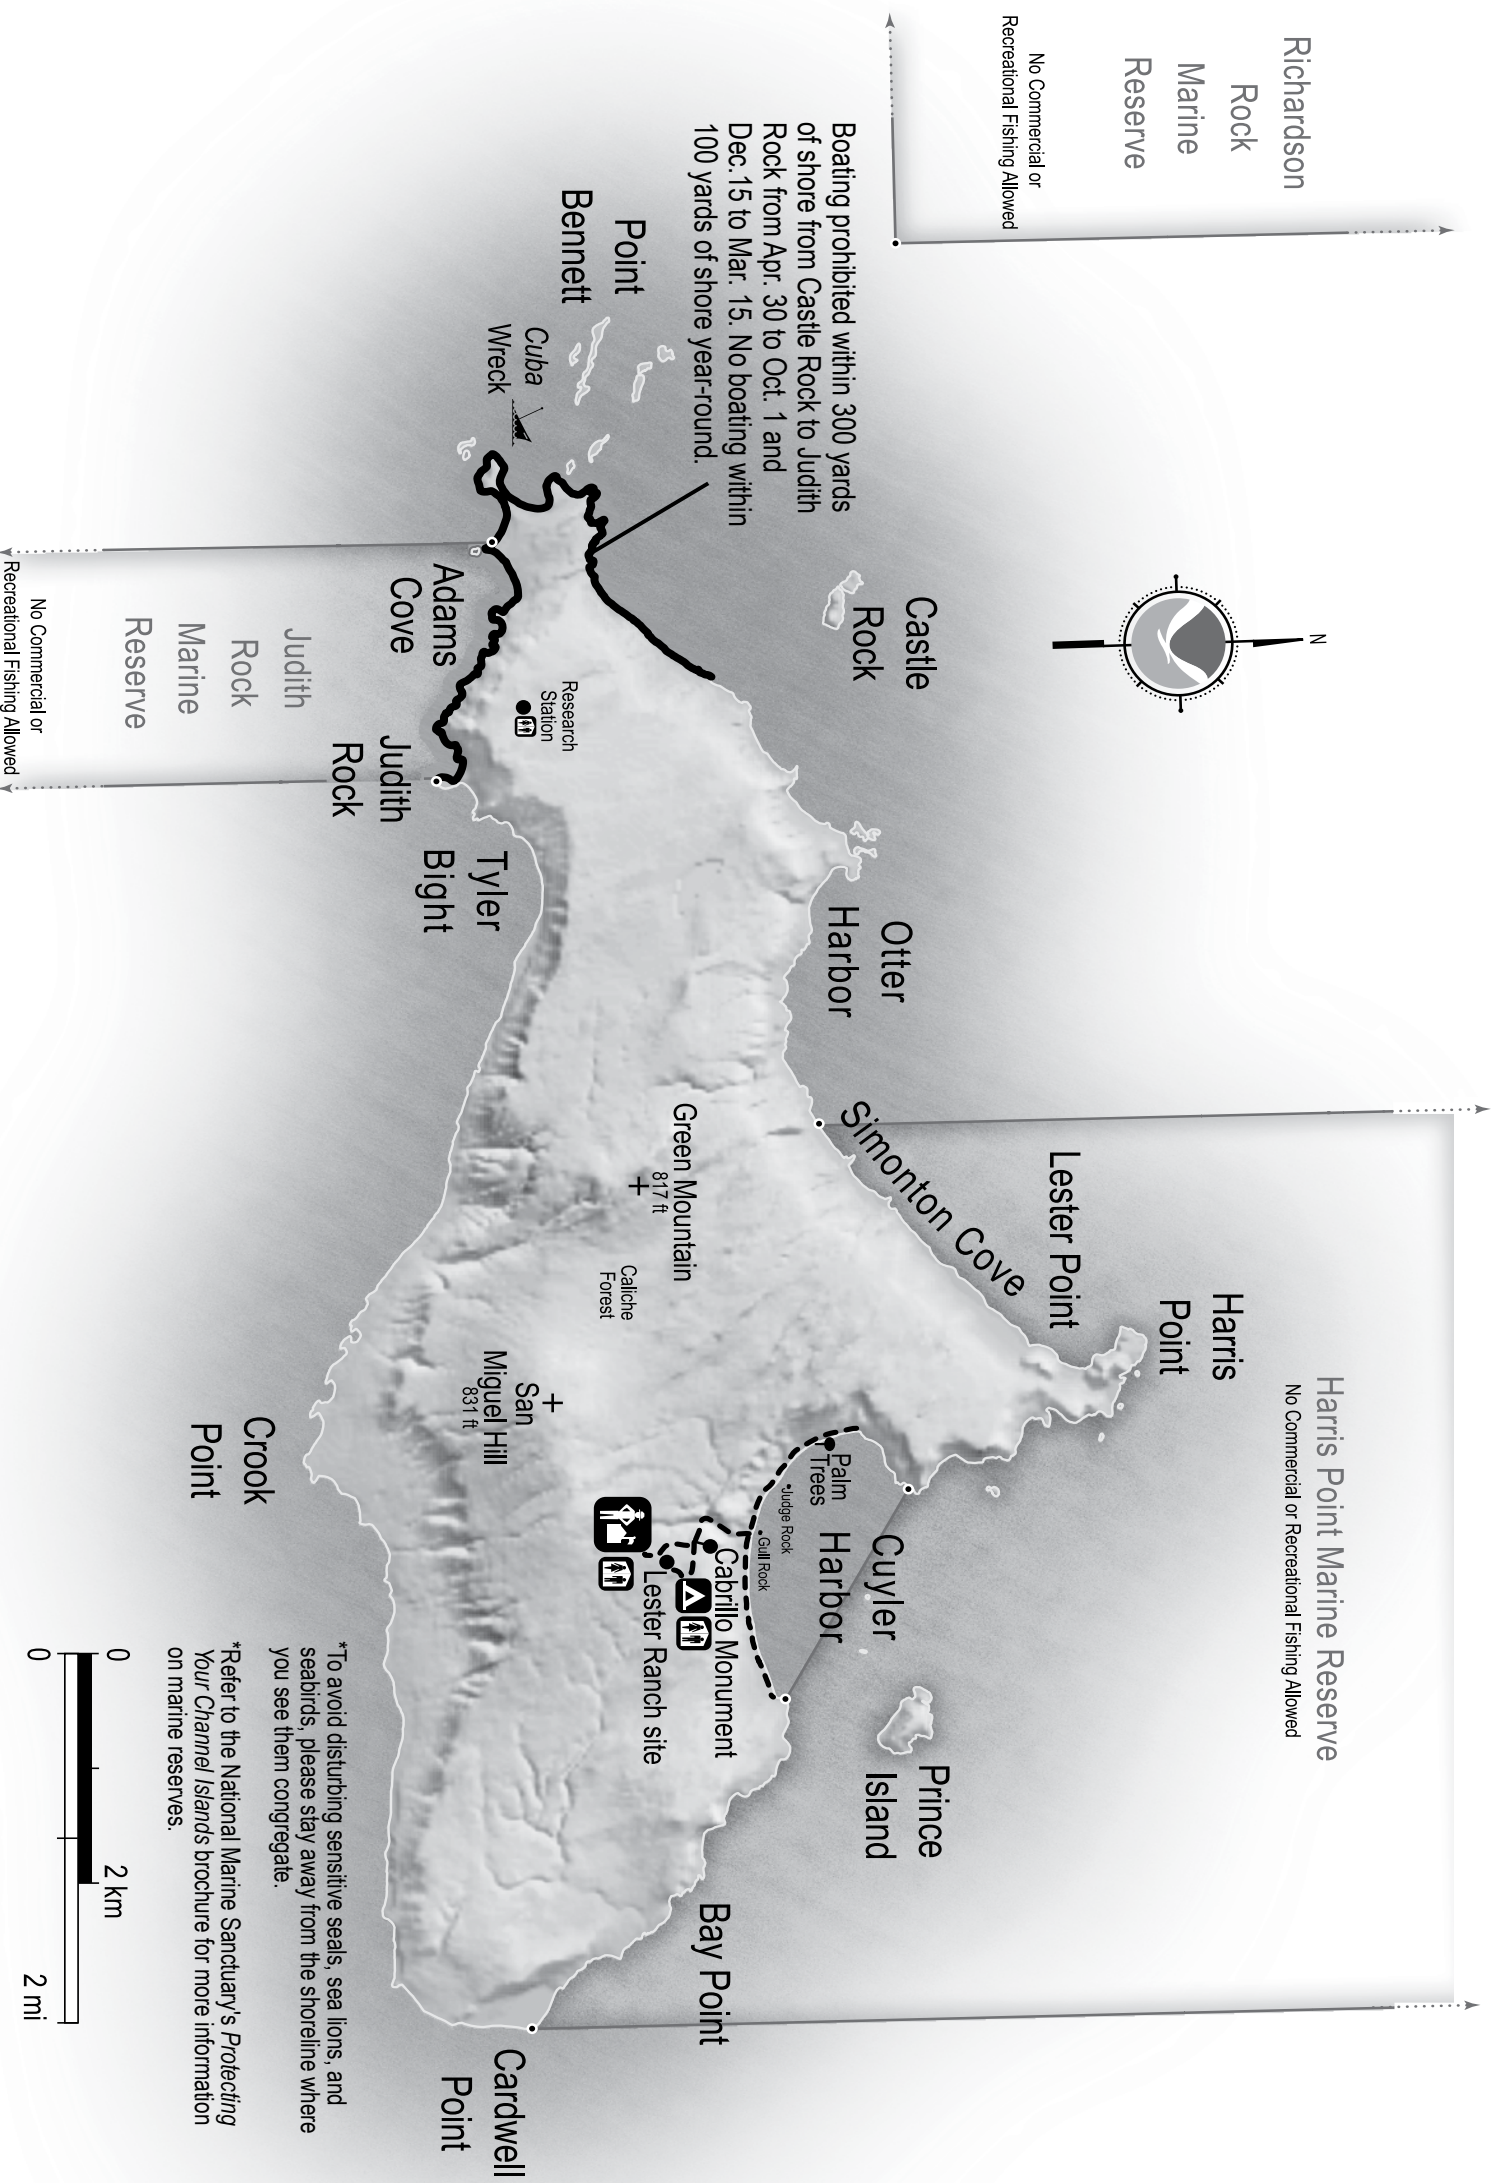 Richardson
Rock
Marine
Reserve
No Commercial or
Recreational Fishing Allowed
Boating prohibited within 300 yards
of shore from Castle Rock to Judith
Rock from Apr. 30 to Oct. 1 and
Dec.15 to Mar. 15. No boating within
100 yards of shore year-round.
Point
Bennett
Cuba
Wreck
N
Castle
Rock
Adams
Cove
Research
Station
Judith
Rock
Judith
Rock
Marine
Reserve
No Commercial or
Recreational Fishing Allowed
Tyler
Bight
Otter
Harbor
Simonton Cove
Lester Point
Harris
Point
Harris Point Marine Reserve
No Commercial or Recreational Fishing Allowed
Green Mountain
817 ft
Caliche
Forest
San
Miguel Hill
831 ft
Crook
Point
Palm
Trees
Judge Rock
Gull Rock
Cuyler
Harbor
Cabrillo Monument
Lester Ranch site
Prince
Island
Bay Point
Cardwell
Point
*To avoid disturbing sensitive seals, sea lions, and
seabirds, please stay away from the shoreline where
you see them congregate.
*Refer to the National Marine Sanctuary's Protecting
Your Channel Islands brochure for more information
on marine reserves.
0
2 km
0
2 mi